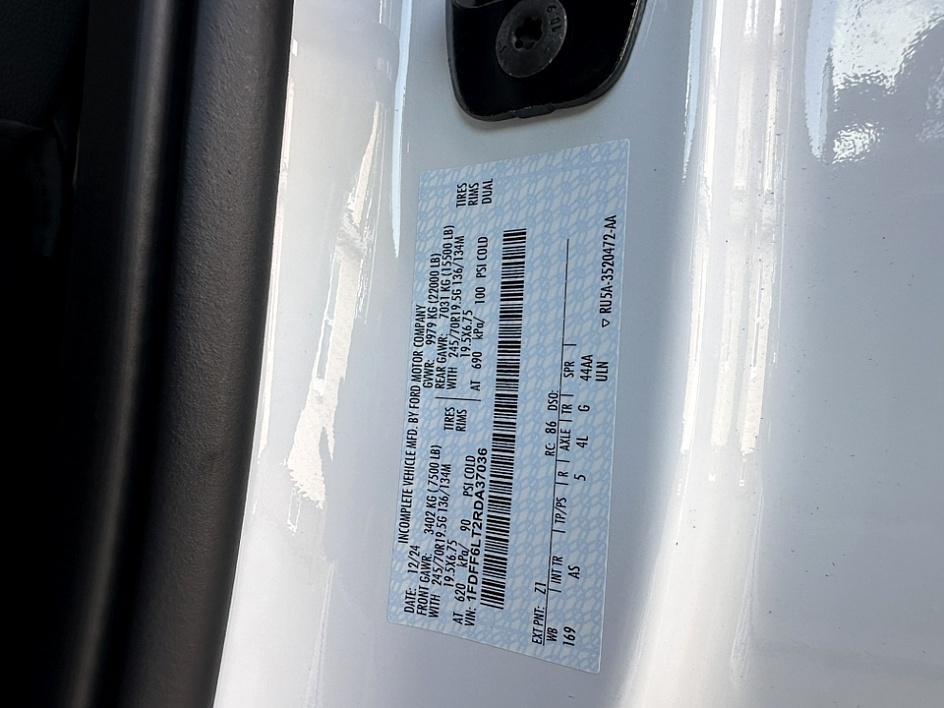 INCOMPLETE VEHICLE MFD. BY FORD MOTOR COMPANY
DATE: 12/24 GVWR: 9979 KG (22000 LB)
FRONT GAWR: 3402 KG (7500 LB) REAR GAWR: 7031 KG (15500 LB)
WITH 245/70R19.5G 136/134M TIRES WITH 245/70R19.5G 136/134M TIRES
19.5X6.75 RIMS 19.5X6.75 RIMS
AT 620 kPa/ 90 PSI COLD AT 690 kPa/ 100 PSI COLD DUAL
VIN: 1FDFF6LT2RDA37036
EXT PNT: Z1 RC: 86 DSO:
WB INT TR TP/PS R AXLE TR SPR
169 AS 5 4L G 44AA
ULN
▽ RU5A-3520472-AA